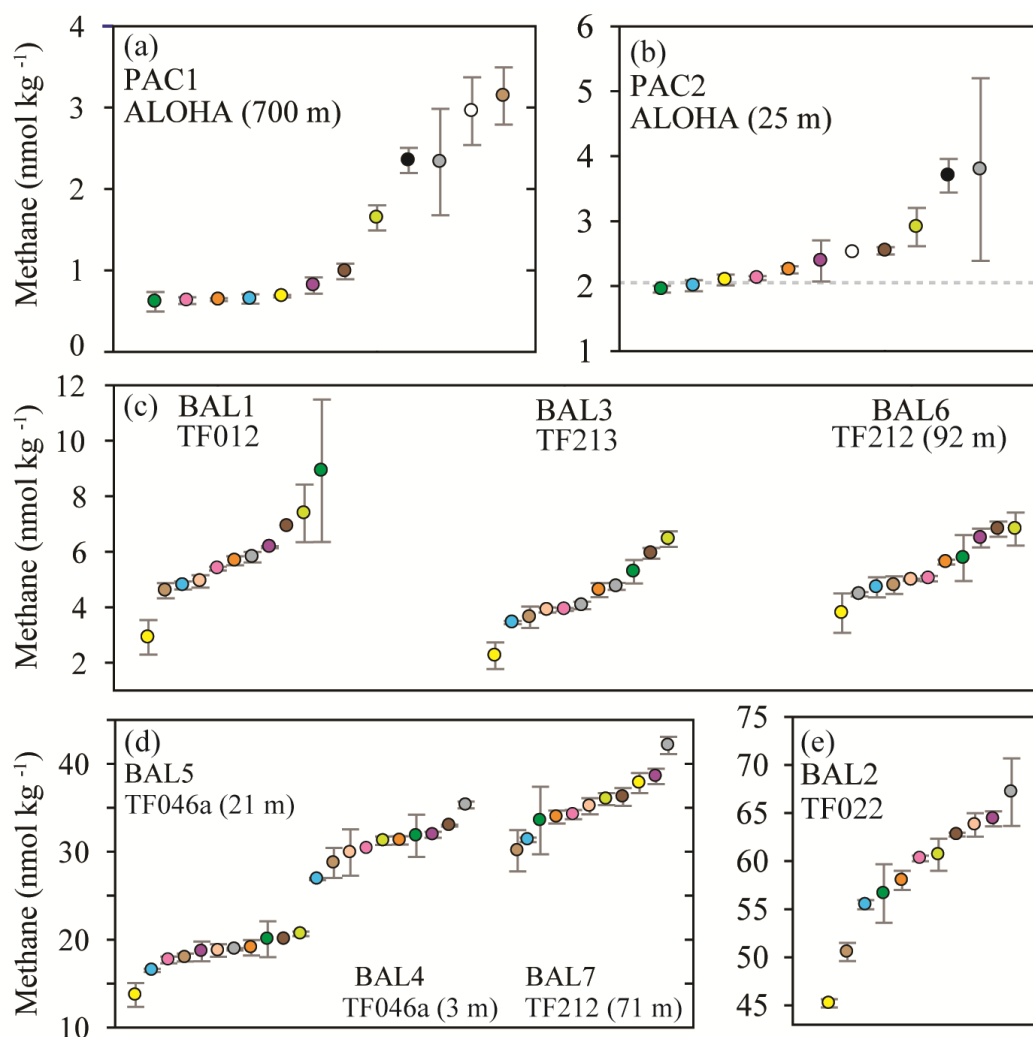 (a)
PAC1
ALOHA (700 m)
Methane (nmol kg -1)
4
3
2
1
0
(b)
PAC2
ALOHA (25 m)
6
5
4
3
2
1
(c)
BAL1
TF012
BAL3
TF213
BAL6
TF212 (92 m)
Methane (nmol kg -1)
12
10
8
6
4
2
(d)
BAL5
TF046a (21 m)
BAL4
TF046a (3 m)
BAL7
TF212 (71 m)
Methane (nmol kg -1)
40
30
20
10
(e)
BAL2
TF022
75
70
65
60
55
50
45
40